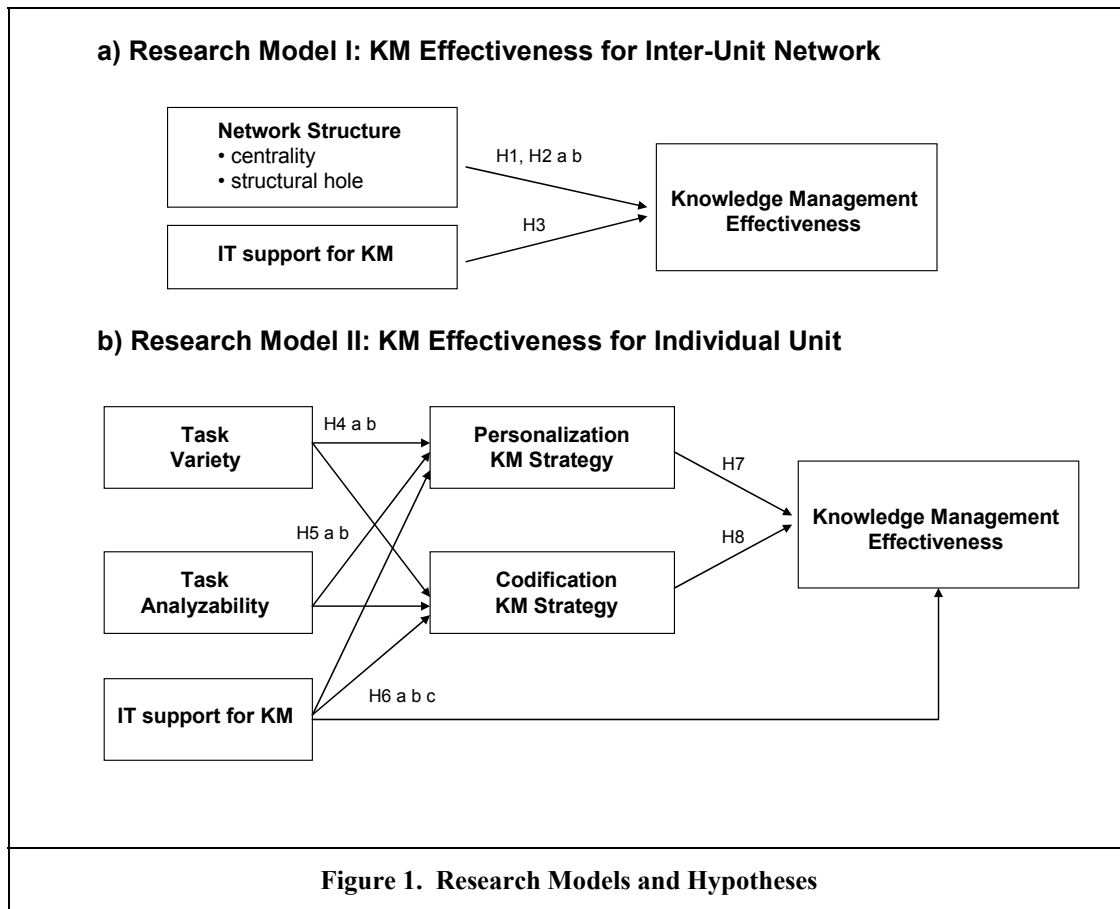 a) Research Model I: KM Effectiveness for Inter-Unit Network
Network Structure
• centrality
• structural hole
H1, H2 a b
Knowledge Management
Effectiveness
IT support for KM
H3
b) Research Model II: KM Effectiveness for Individual Unit
Task
Variety
H4 a b
Personalization
KM Strategy
H7
Knowledge Management
Effectiveness
H5 a b
Task
Analyzability
Codification
KM Strategy
H8
IT support for KM
H6 a b c
Figure 1. Research Models and Hypotheses